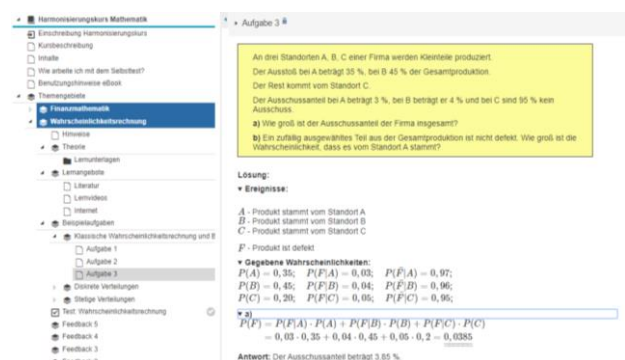 Harmonisierungskurs Mathematik
Einschreibung Harmonisierungskurs
Kursbeschreibung
Inhalte
Wie arbeite ich mit dem Selbsttest?
Benutzungshinweise eBook
Themengebiete
Finanzmathematik
Wahrscheinlichkeitsrechnung
Hinweise
Theorie
Lernunterlagen
Lernangebote
Literatur
Lernvideos
Internet
Beispielaufgaben
Klassische Wahrscheinlichkeitsrechnung und B
Aufgabe 1
Aufgabe 2
Aufgabe 3
Diskrete Verteilungen
Stetige Verteilungen
Test: Wahrscheinlichkeitsrechnung
Feedback 5
Feedback 4
Feedback 3
Aufgabe 3
An drei Standorten A, B, C einer Firma werden Kleinteile produziert.
Der Ausstoß bei A beträgt 35 %, bei B 45 % der Gesamtproduktion.
Der Rest kommt vom Standort C.
Der Ausschussanteil bei A beträgt 3 %, bei B beträgt er 4 % und bei C sind 95 % kein
Ausschuss.
a) Wie groß ist der Ausschussanteil der Firma insgesamt?
b) Ein zufällig ausgewähltes Teil aus der Gesamtproduktion ist nicht defekt. Wie groß ist die
Wahrscheinlichkeit, dass es vom Standort A stammt?
Lösung:
▾ Ereignisse:
A - Produkt stammt vom Standort A
B - Produkt stammt vom Standort B
C - Produkt stammt vom Standort C
F - Produkt ist defekt
▾ Gegebene Wahrscheinlichkeiten:
P(A) = 0,35; P(F|A) = 0,03; P(F̄|A) = 0,97;
P(B) = 0,45; P(F|B) = 0,04; P(F̄|B) = 0,96;
P(C) = 0,20; P(F|C) = 0,05; P(F̄|C) = 0,95;
▾ a)
P(F) = P(F|A) · P(A) + P(F|B) · P(B) + P(F|C) · P(C)
= 0,03 · 0,35 + 0,04 · 0,45 + 0,05 · 0,2 = 0,0385
Antwort: Der Ausschussanteil beträgt 3,85 %.